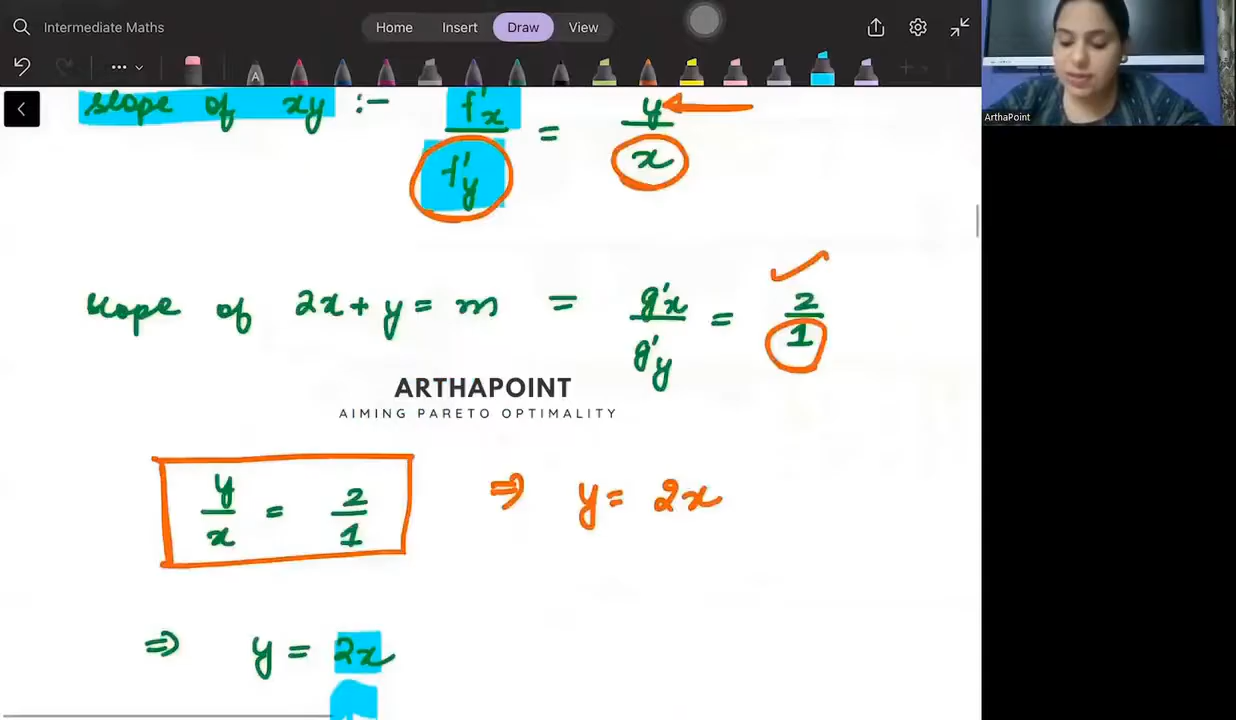 Intermediate Maths
Home Insert Draw View
slope of xy :- f'x / f'y = y / x
ArthaPoint
slope of 2x + y = m = g'x / g'y = 2 / 1
ARTHAPOINT
AIMING PARETO OPTIMALITY
y / x = 2 / 1 ⇒ y = 2x
⇒ y = 2x